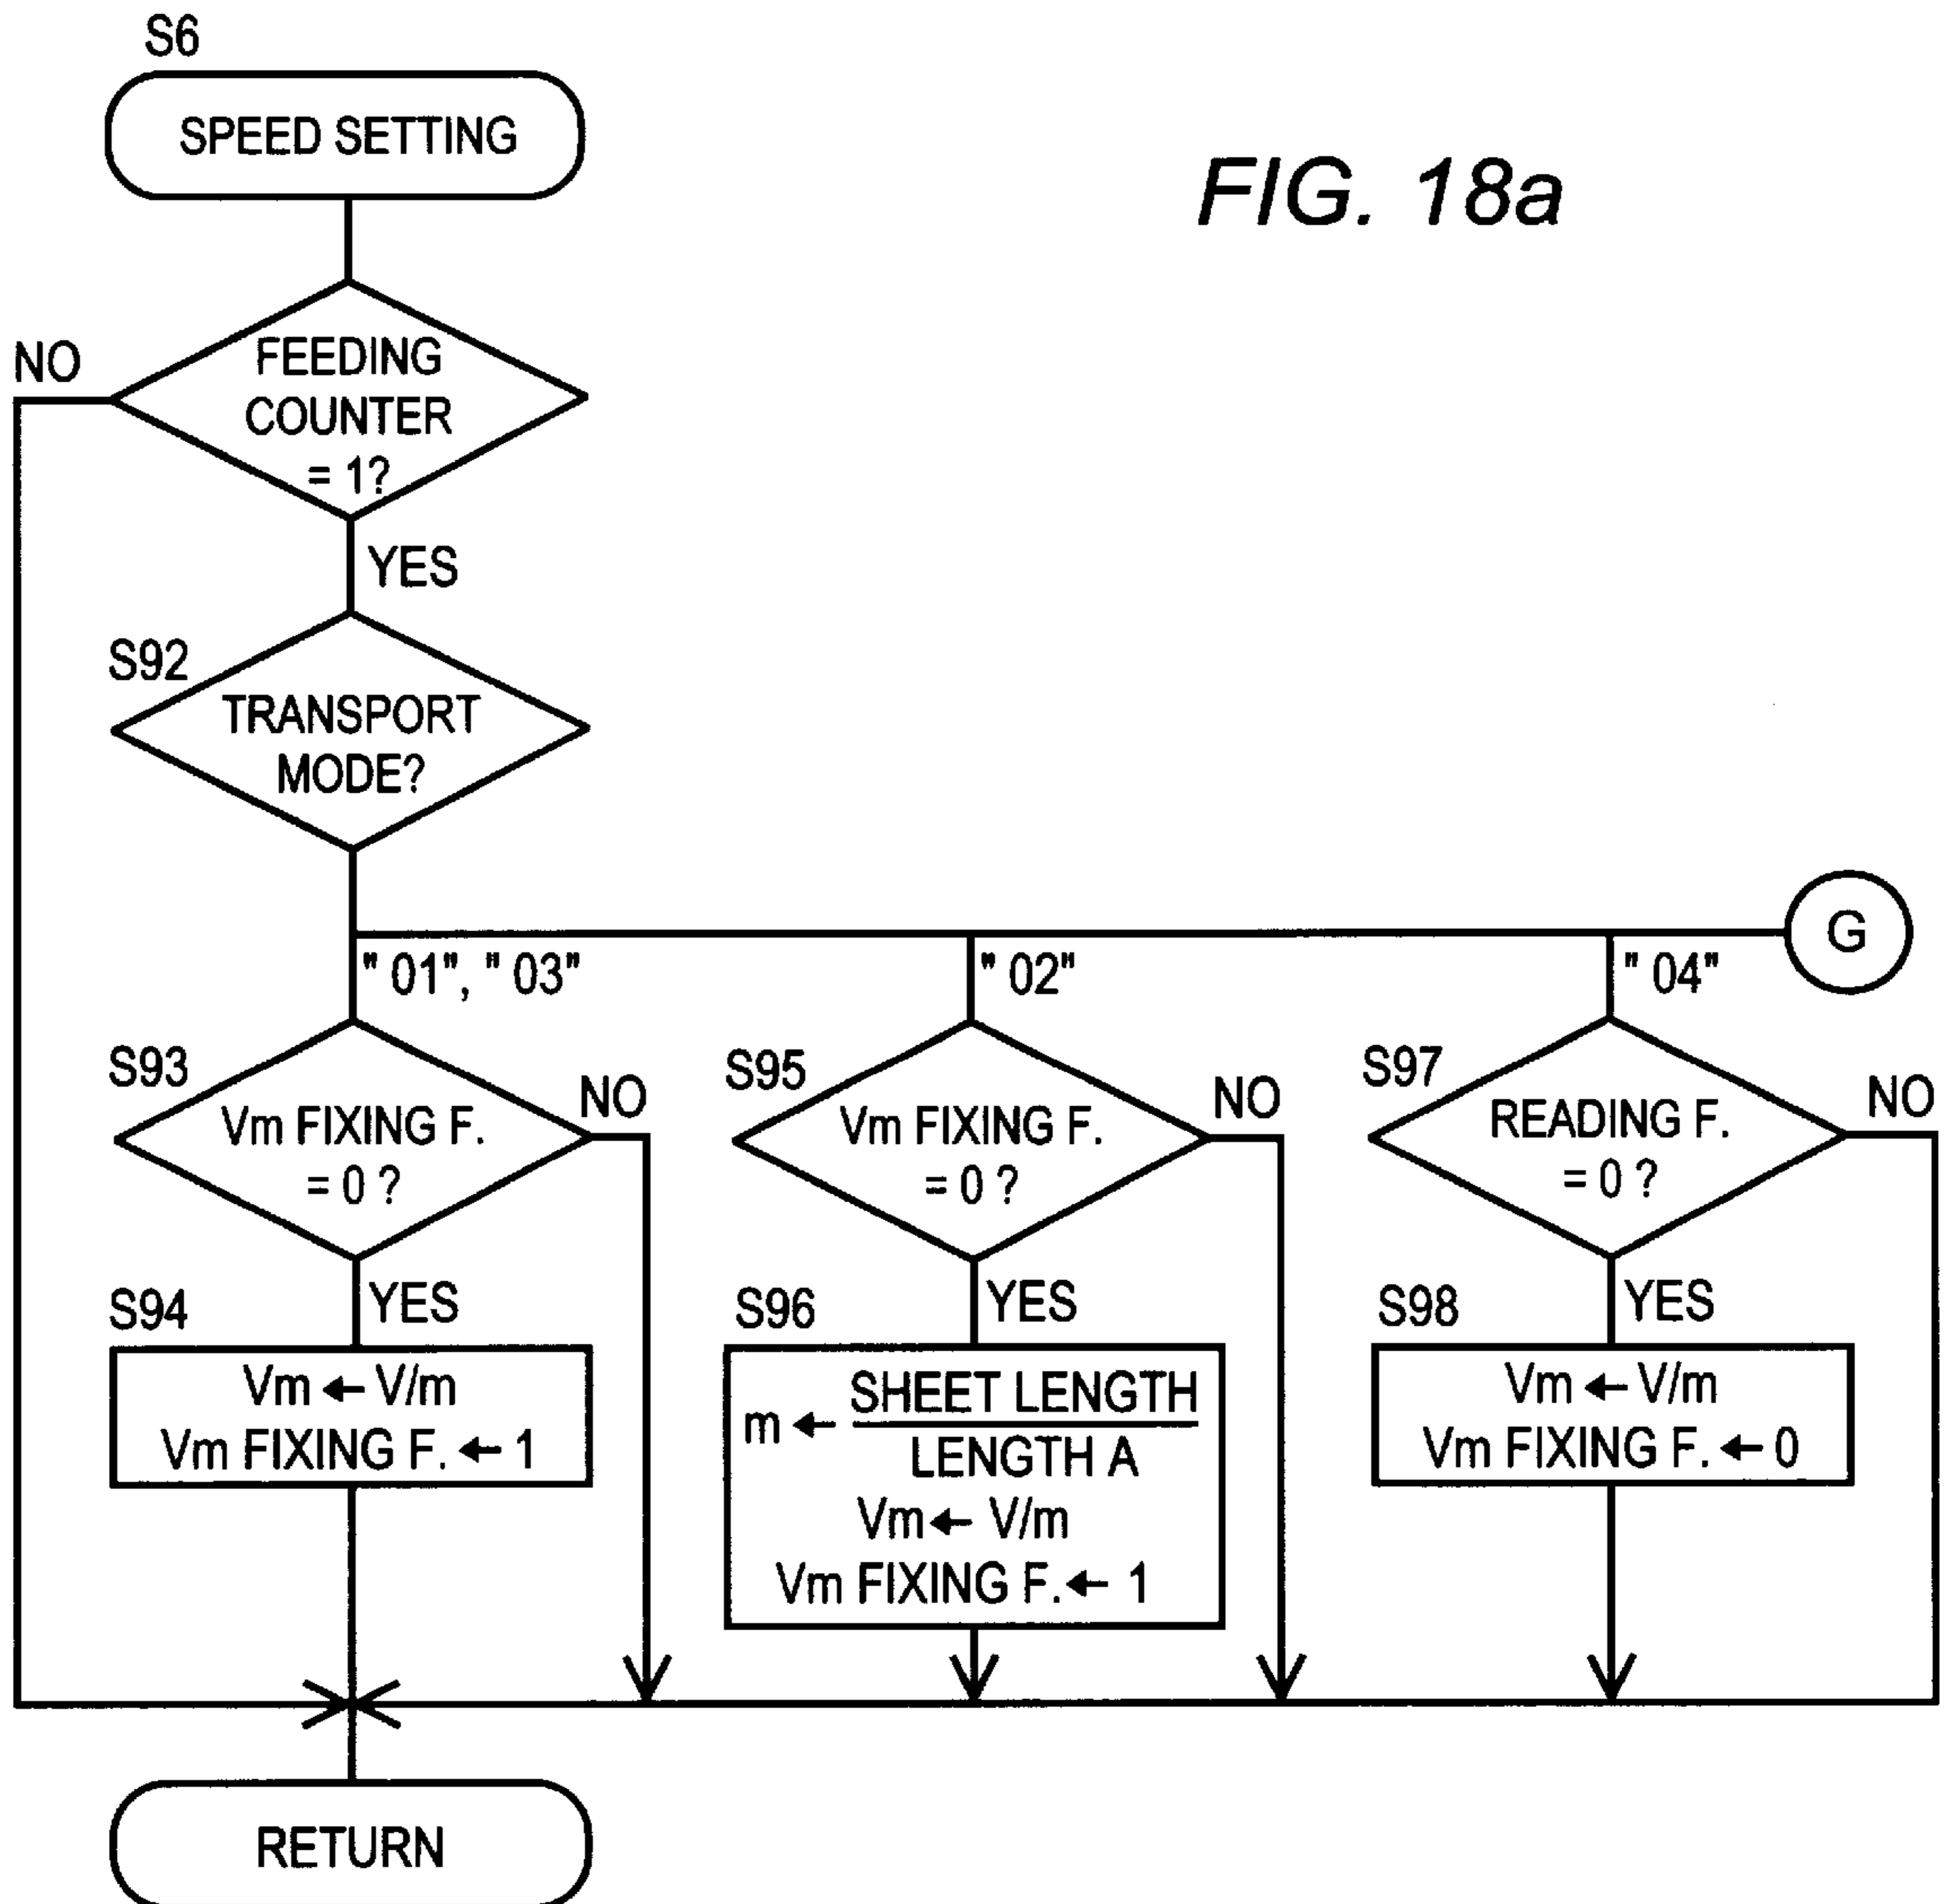 S6
SPEED SETTING
FIG. 18a
NO
FEEDING
COUNTER
= 1?
YES
S92
TRANSPORT
MODE?
G
" 01", " 03"
" 02"
" 04"
S93
Vm FIXING F.
= 0 ?
NO
S95
Vm FIXING F.
= 0 ?
NO
S97
READING F.
= 0 ?
NO
YES
S94
Vm ← V/m
Vm FIXING F. ← 1
YES
S96
m ← SHEET LENGTH
LENGTH A
Vm ← V/m
Vm FIXING F. ← 1
YES
S98
Vm ← V/m
Vm FIXING F. ← 0
RETURN